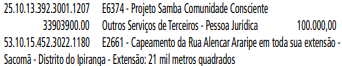 25.10.13.392.3001.1207 E6374 - Projeto Samba Comunidade Consciente
33903900.00 Outros Serviços de Terceiros - Pessoa Jurídica 100.000,00
53.10.15.452.3022.1180 E2661 - Capeamento da Rua Alencar Araripe em toda sua extensão -
Sacomã - Distrito do Ipiranga - Extensão: 21 mil metros quadrados